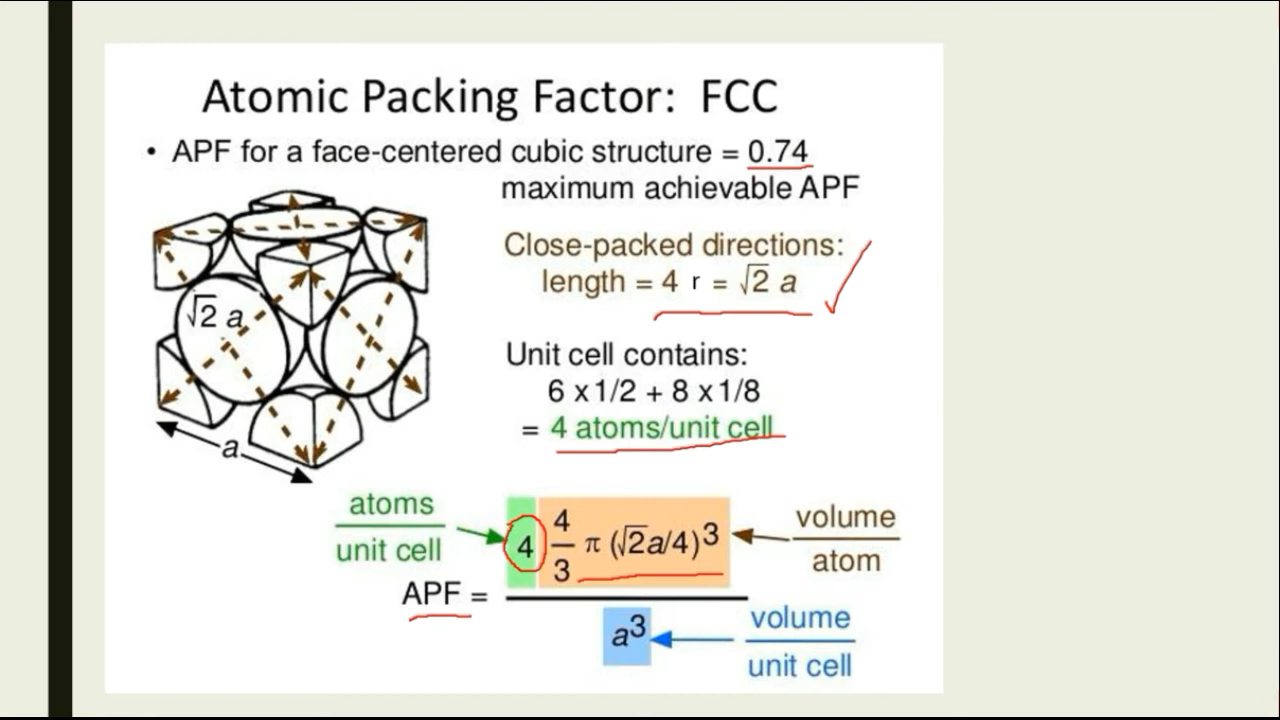 Atomic Packing Factor: FCC
• APF for a face-centered cubic structure = 0.74
maximum achievable APF
Close-packed directions:
length = 4 r = √2 a
√2 a
Unit cell contains:
6 x 1/2 + 8 x 1/8
= 4 atoms/unit cell
a
atoms
unit cell
4 4/3 π (√2a/4)3
volume
atom
APF =
a3
volume
unit cell